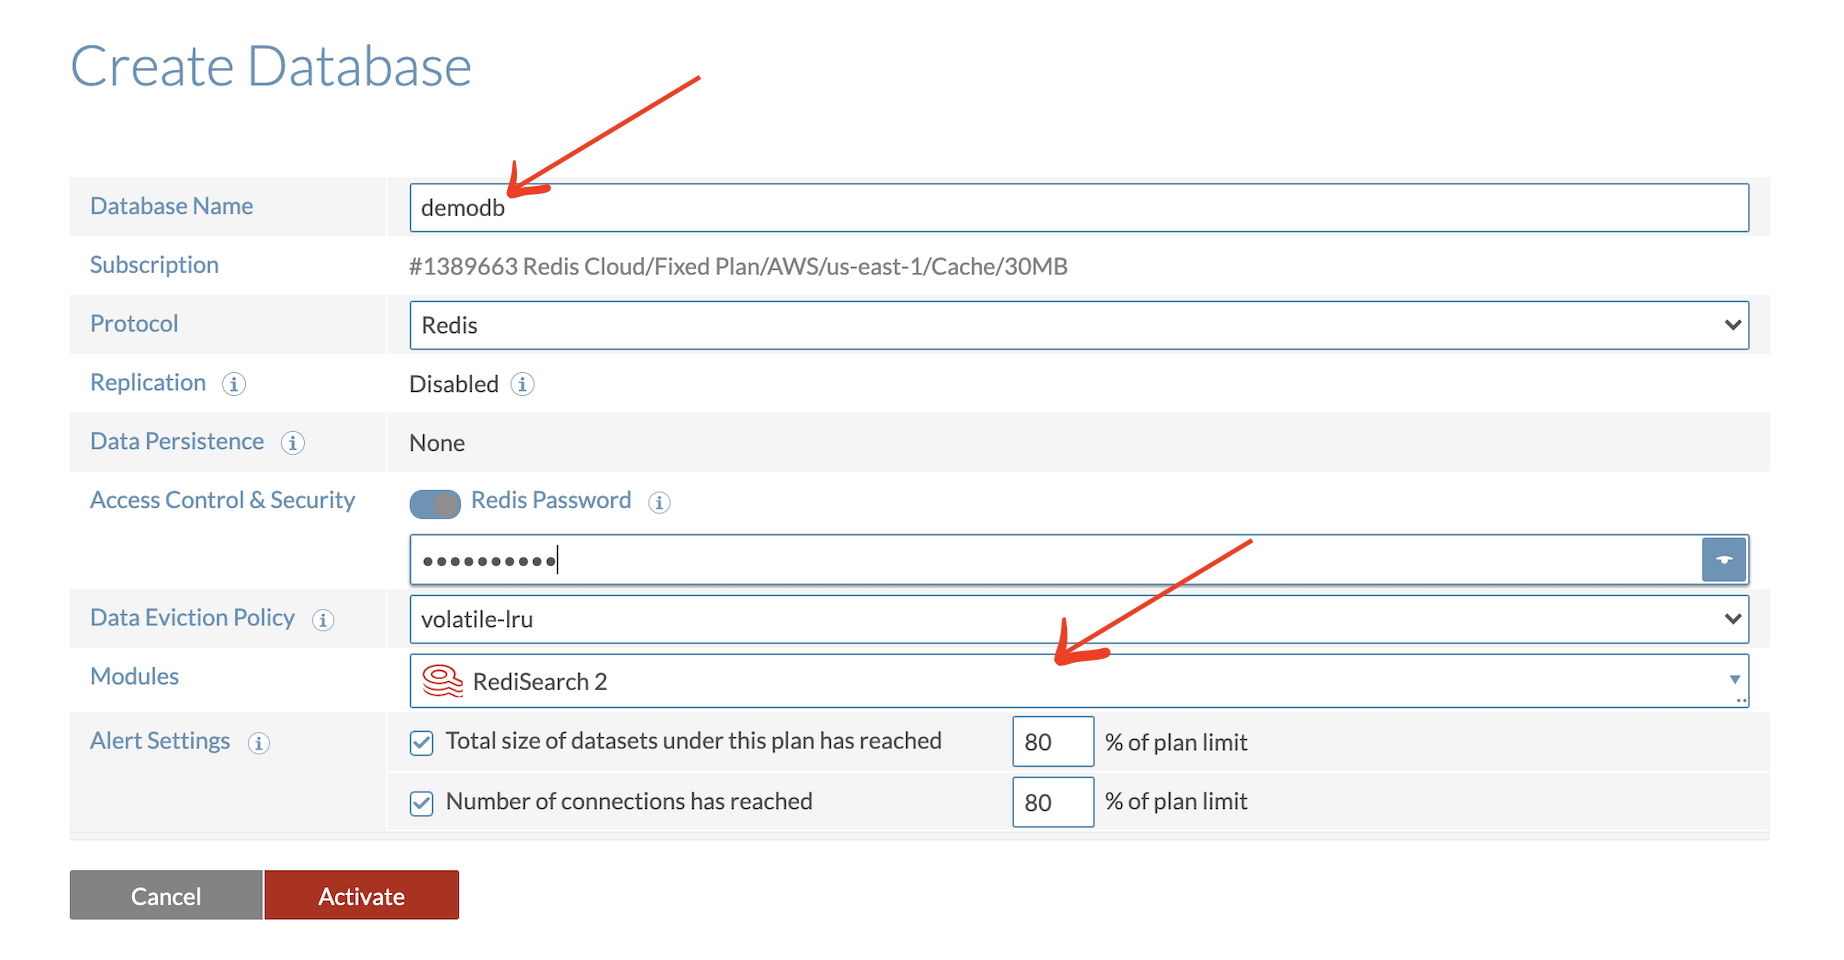 Create Database
Database Name demodb
Subscription #1389663 Redis Cloud/Fixed Plan/AWS/us-east-1/Cache/30MB
Protocol Redis
Replication Disabled
Data Persistence None
Access Control & Security Redis Password
••••••••••
Data Eviction Policy volatile-lru
Modules RediSearch 2
Alert Settings Total size of datasets under this plan has reached 80 % of plan limit
Number of connections has reached 80 % of plan limit
Cancel Activate